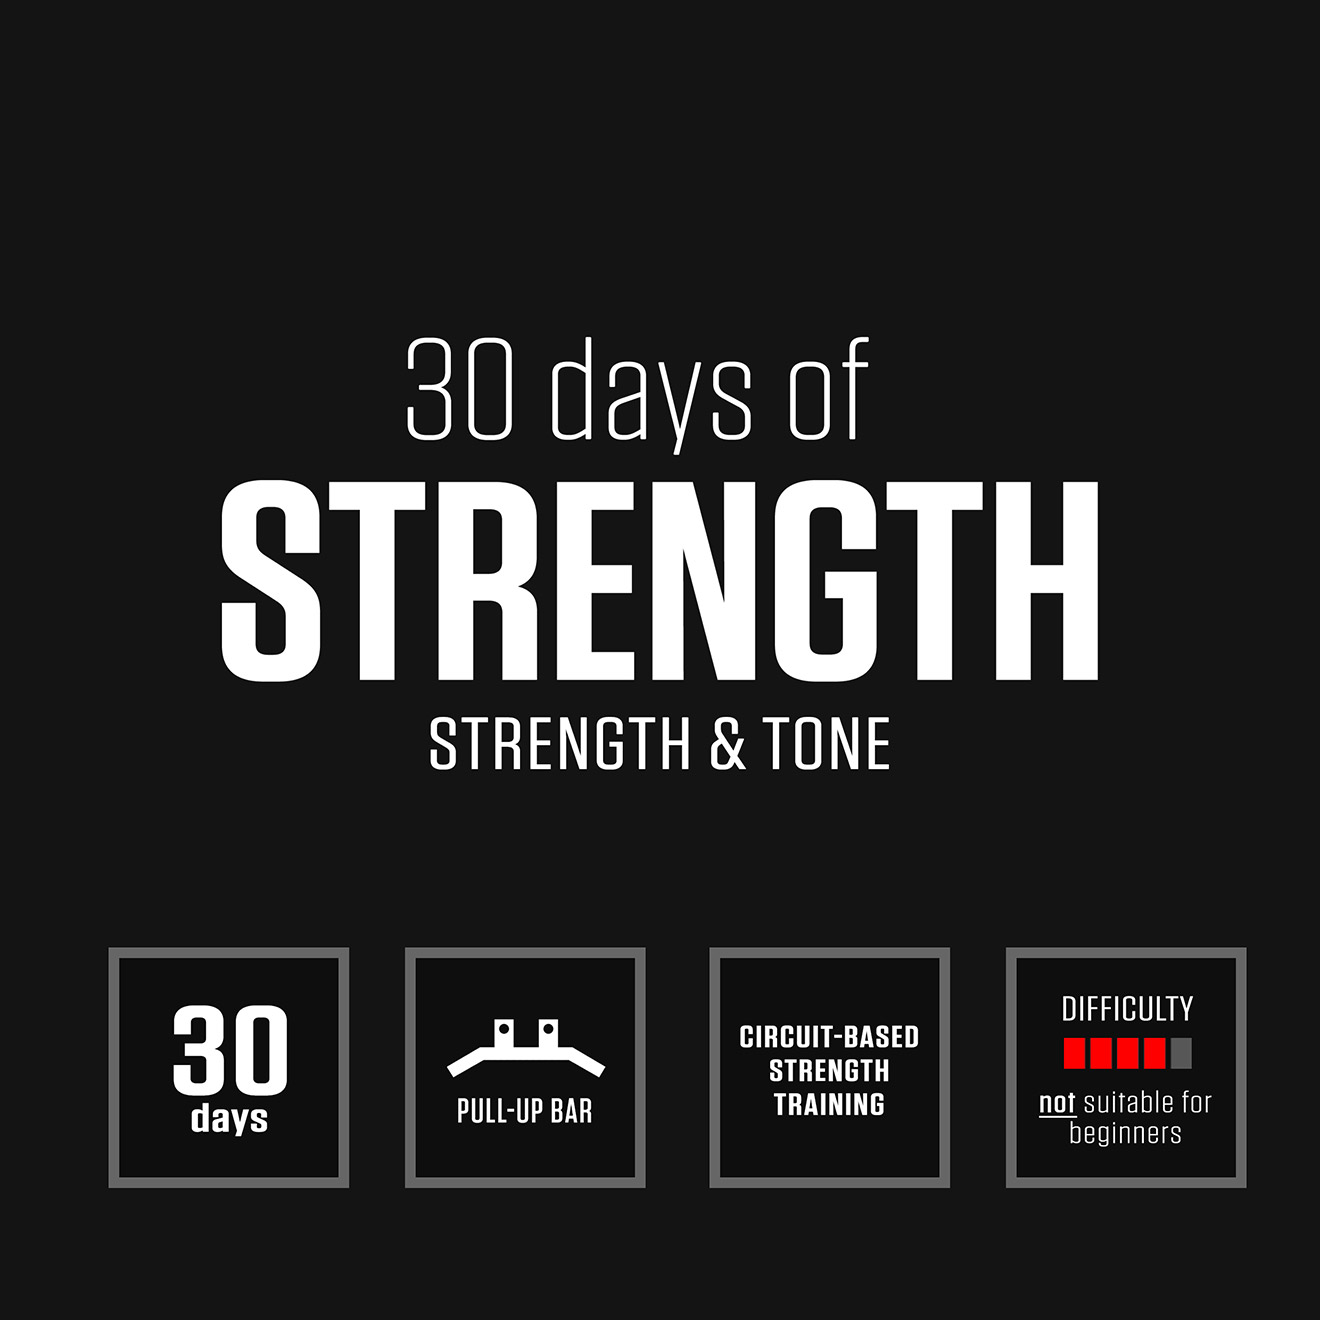 30 days of
STRENGTH
STRENGTH & TONE
30
days
PULL-UP BAR
CIRCUIT-BASED
STRENGTH
TRAINING
DIFFICULTY
not suitable for
beginners